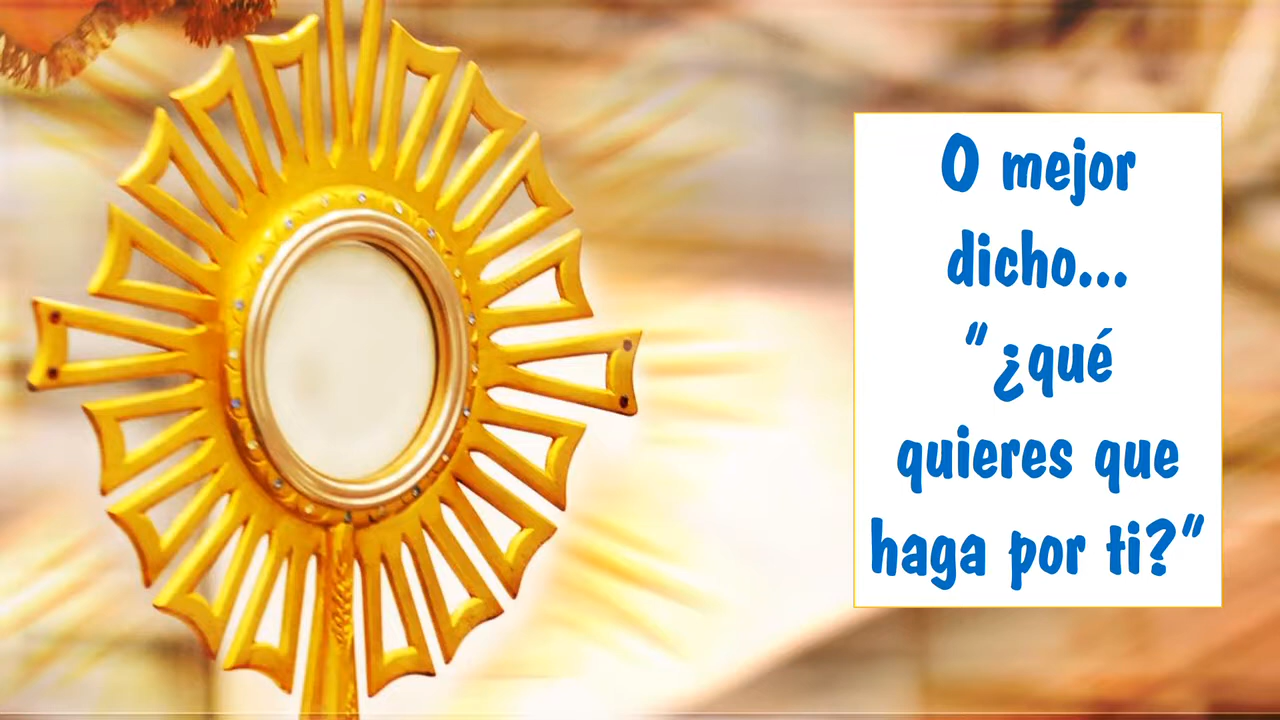 O mejor
dicho...
“¿qué
quieres que
haga por ti?”